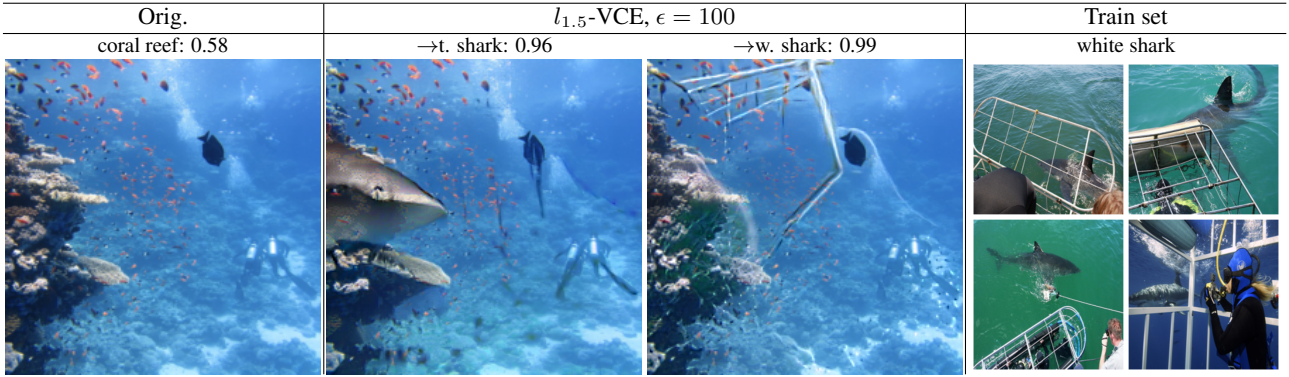 Orig.
l₁.₅-VCE, ϵ = 100
Train set
coral reef: 0.58
→t. shark: 0.96
→w. shark: 0.99
white shark